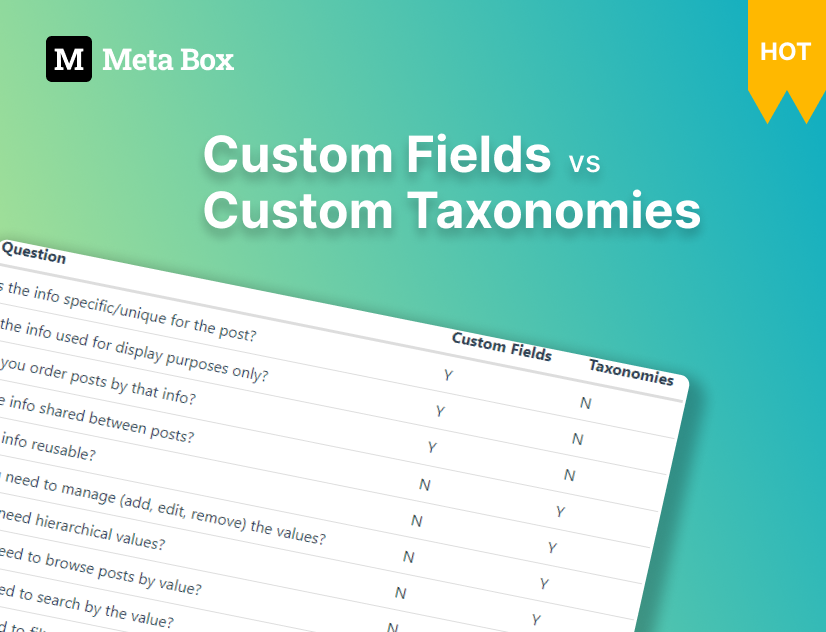 M Meta Box
HOT
Custom Fields vs
Custom Taxonomies
Question Custom Fields Taxonomies
s the info specific/unique for the post? Y N
the info used for display purposes only? Y N
you order posts by that info? Y N
e info shared between posts? N Y
info reusable? N Y
need to manage (add, edit, remove) the values? N Y
need hierarchical values? N Y
eed to browse posts by value? N
ed to search by the value?
d to